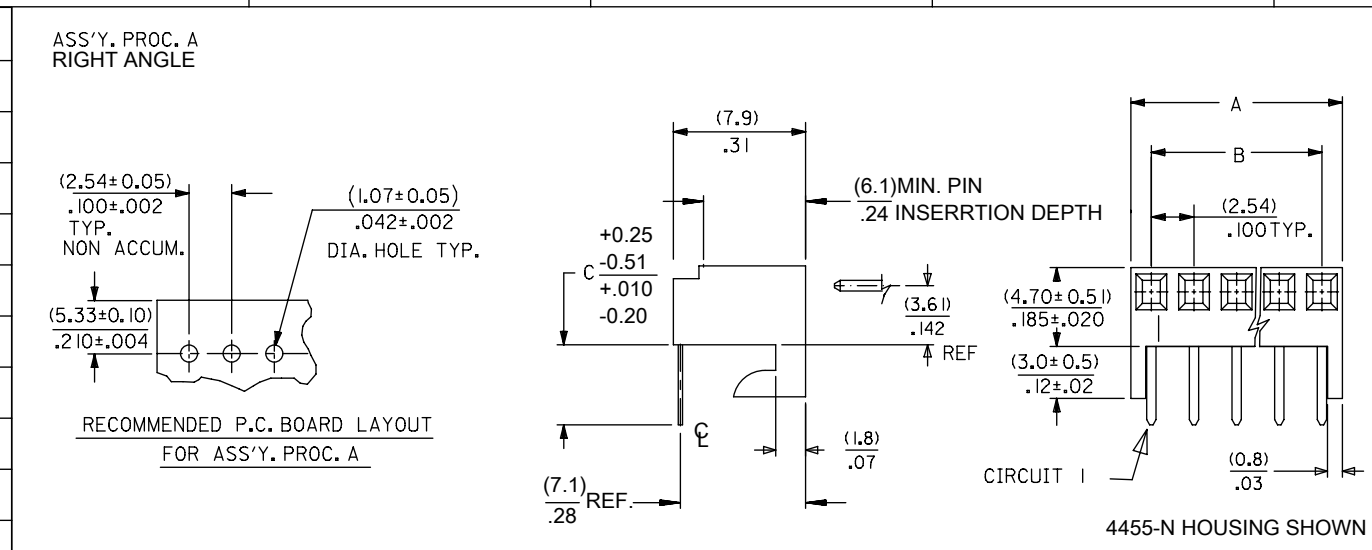 ASS'Y. PROC. A
RIGHT ANGLE
(2.54±0.05)
.100±.002
TYP.
NON ACCUM.
(1.07±0.05)
.042±.002
DIA. HOLE TYP.
(5.33±0.10)
.210±.004
RECOMMENDED P.C. BOARD LAYOUT
FOR ASS'Y. PROC. A
(7.9)
.31
(6.1)MIN. PIN
.24 INSERRTION DEPTH
+0.25
C -0.51
+.010
-0.20
(3.61)
.142
REF
℄
(1.8)
.07
(7.1)
.28 REF.
A
B
(2.54)
.100 TYP.
(4.70±0.51)
.185±.020
(3.0±0.5)
.12±.02
CIRCUIT 1
(0.8)
.03
4455-N HOUSING SHOWN